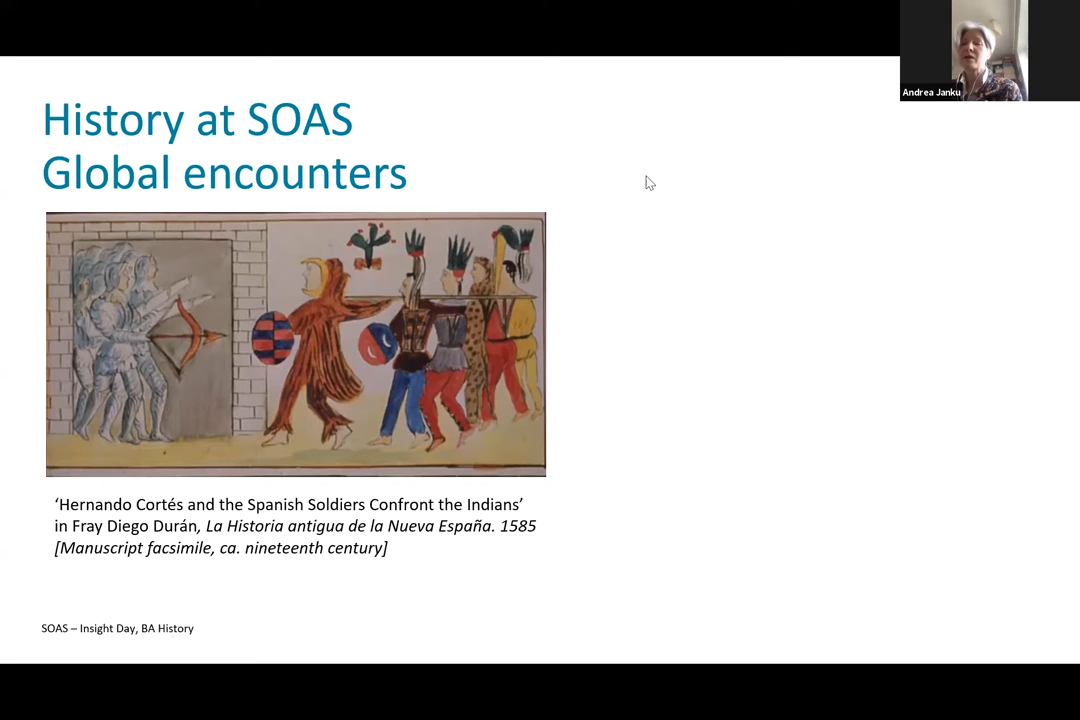 Andrea Janku
History at SOAS
Global encounters
‘Hernando Cortés and the Spanish Soldiers Confront the Indians’
in Fray Diego Durán, La Historia antigua de la Nueva España. 1585
[Manuscript facsimile, ca. nineteenth century]
SOAS – Insight Day, BA History